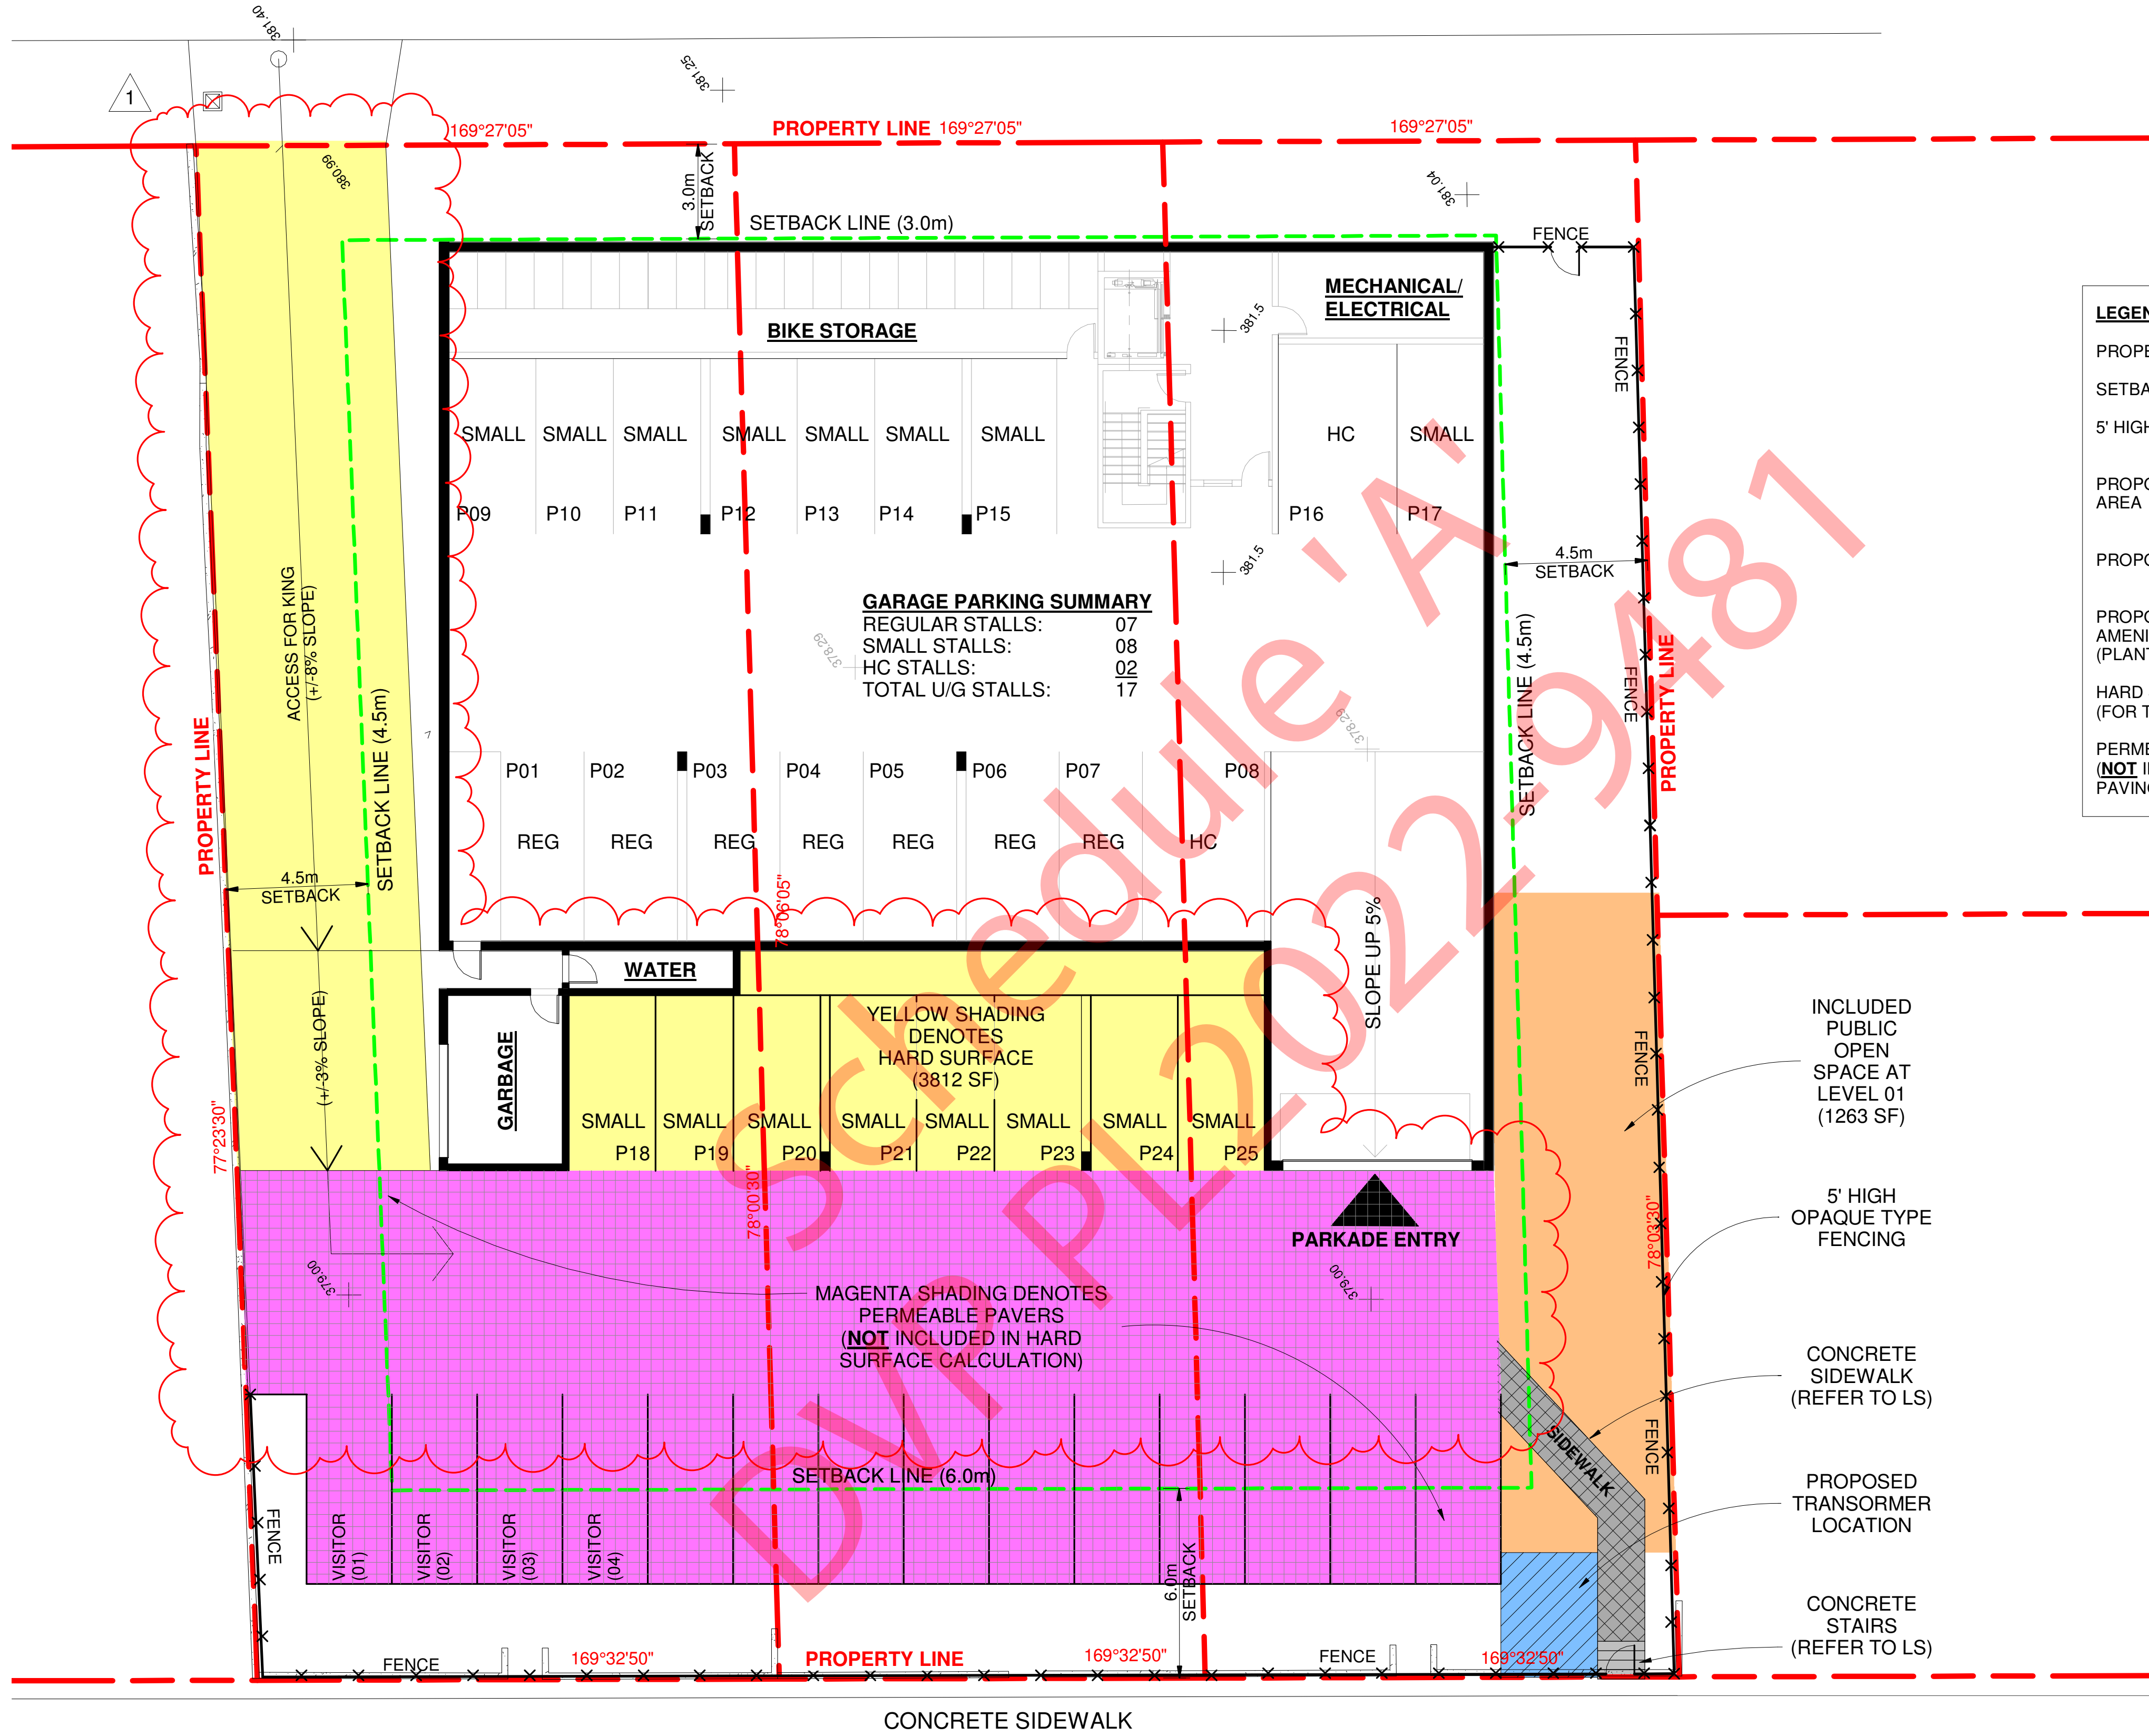 381.40
381.25
1
169°27'05"
PROPERTY LINE 169°27'05"
169°27'05"
380.99
3.0m
SETBACK
381.04
SETBACK LINE (3.0m)
FENCE
MECHANICAL/
ELECTRICAL
BIKE STORAGE
381.5
FENCE
SMALL SMALL SMALL SMALL SMALL SMALL SMALL HC SMALL
P09 P10 P11 P12 P13 P14 P15 P16 P17
381.5
4.5m
SETBACK
ACCESS FOR KING
(+/-8% SLOPE)
GARAGE PARKING SUMMARY
REGULAR STALLS: 07
SMALL STALLS: 08
HC STALLS: 02
TOTAL U/G STALLS: 17
378.29
378.29
SETBACK LINE (4.5m)
FENCE
PROPERTY LINE
PROPERTY LINE
SETBACK LINE (4.5m)
P01 P02 P03 P04 P05 P06 P07 P08
REG REG REG REG REG REG REG HC
4.5m
SETBACK
78°06'05"
SLOPE UP 5%
WATER
(+/-3% SLOPE)
GARBAGE
YELLOW SHADING
DENOTES
HARD SURFACE
(3812 SF)
SMALL SMALL SMALL SMALL SMALL SMALL SMALL SMALL
P18 P19 P20 P21 P22 P23 P24 P25
77°23'30"
78°00'30"
FENCE
INCLUDED
PUBLIC
OPEN
SPACE AT
LEVEL 01
(1263 SF)
78°03'30"
5' HIGH
OPAQUE TYPE
FENCING
PARKADE ENTRY
379.00
379.00
MAGENTA SHADING DENOTES
PERMEABLE PAVERS
(NOT INCLUDED IN HARD
SURFACE CALCULATION)
CONCRETE
SIDEWALK
(REFER TO LS)
SIDEWALK
FENCE
SETBACK LINE (6.0m)
PROPOSED
TRANSORMER
LOCATION
FENCE
VISITOR
(01)
VISITOR
(02)
VISITOR
(03)
VISITOR
(04)
6.0m
SETBACK
CONCRETE
STAIRS
(REFER TO LS)
FENCE
169°32'50"
PROPERTY LINE
169°32'50"
FENCE
169°32'50"
CONCRETE SIDEWALK
Schedule 'A'
DVP PL2022-9481
LEGEN
PROPE
SETBA
5' HIGH
PROPO
AREA
PROPO
PROPO
AMENI
(PLANT
HARD
(FOR T
PERME
(NOT I
PAVING